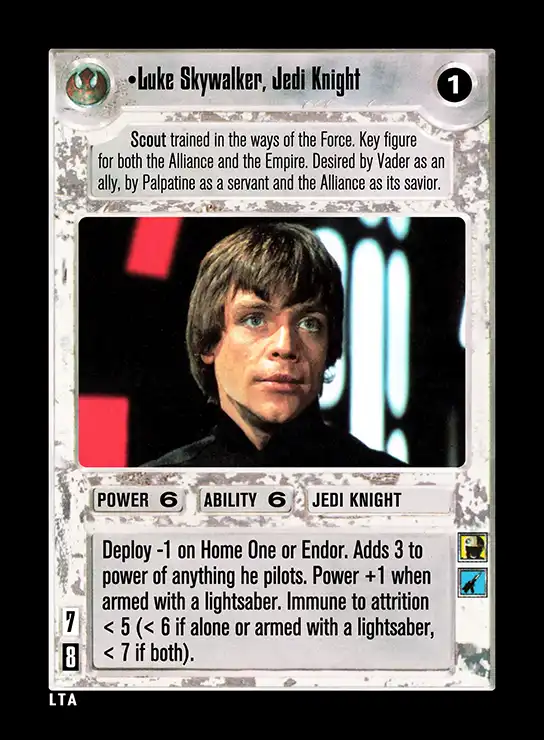 •Luke Skywalker, Jedi Knight
1
Scout trained in the ways of the Force. Key figure
for both the Alliance and the Empire. Desired by Vader as an
ally, by Palpatine as a servant and the Alliance as its savior.
POWER 6 ABILITY 6 JEDI KNIGHT
Deploy -1 on Home One or Endor. Adds 3 to
power of anything he pilots. Power +1 when
armed with a lightsaber. Immune to attrition
< 5 (< 6 if alone or armed with a lightsaber,
< 7 if both).
7
8
LTA